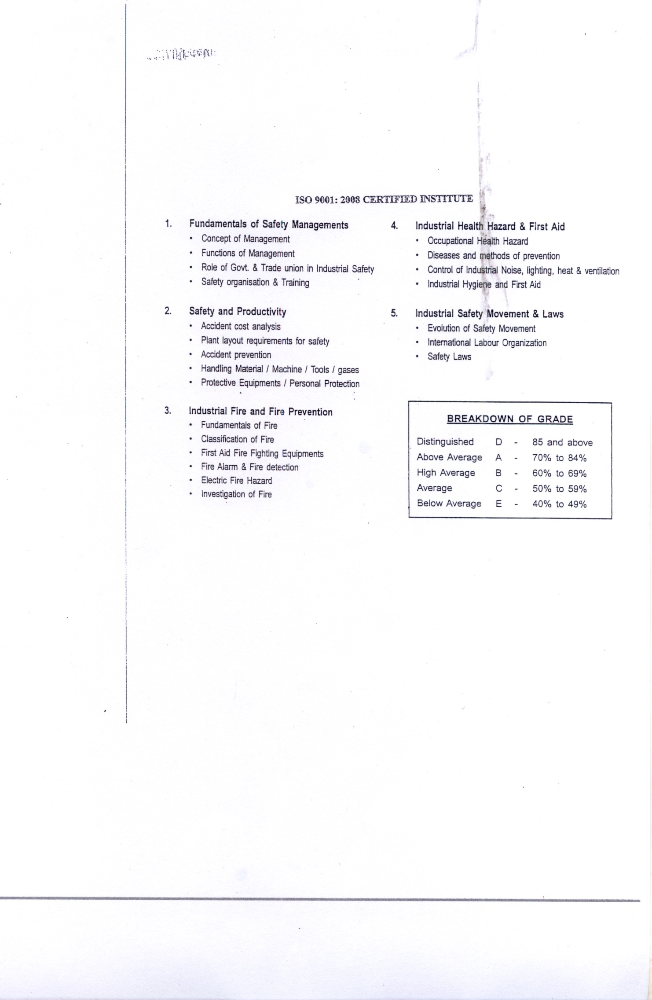 ISO 9001: 2008 CERTIFIED INSTITUTE
1. Fundamentals of Safety Managements
• Concept of Management
• Functions of Management
• Role of Govt. & Trade union in Industrial Safety
• Safety organisation & Training
2. Safety and Productivity
• Accident cost analysis
• Plant layout requirements for safety
• Accident prevention
• Handling Material / Machine / Tools / gases
• Protective Equipments / Personal Protection
3. Industrial Fire and Fire Prevention
• Fundamentals of Fire
• Classification of Fire
• First Aid Fire Fighting Equipments
• Fire Alarm & Fire detection
• Electric Fire Hazard
• Investigation of Fire
4. Industrial Health Hazard & First Aid
• Occupational Health Hazard
• Diseases and methods of prevention
• Control of Industrial Noise, lighting, heat & ventilation
• Industrial Hygiene and First Aid
5. Industrial Safety Movement & Laws
• Evolution of Safety Movement
• International Labour Organization
• Safety Laws
BREAKDOWN OF GRADE
Distinguished D - 85 and above
Above Average A - 70% to 84%
High Average B - 60% to 69%
Average C - 50% to 59%
Below Average E - 40% to 49%